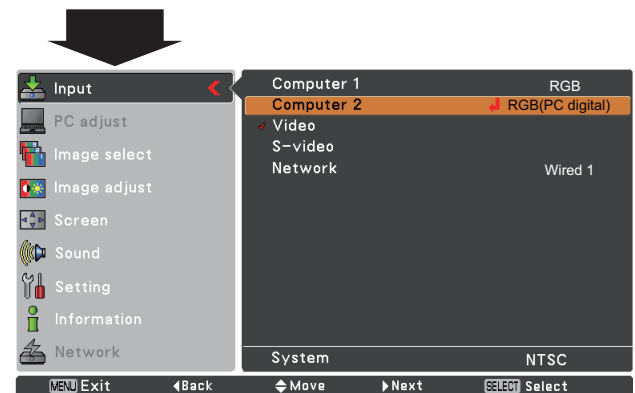 Input
PC adjust
Image select
Image adjust
Screen
Sound
Setting
Information
Network
Computer 1 RGB
Computer 2 RGB(PC digital)
Video
S-video
Network Wired 1
System NTSC
MENU Exit Back Move Next SELECT Select